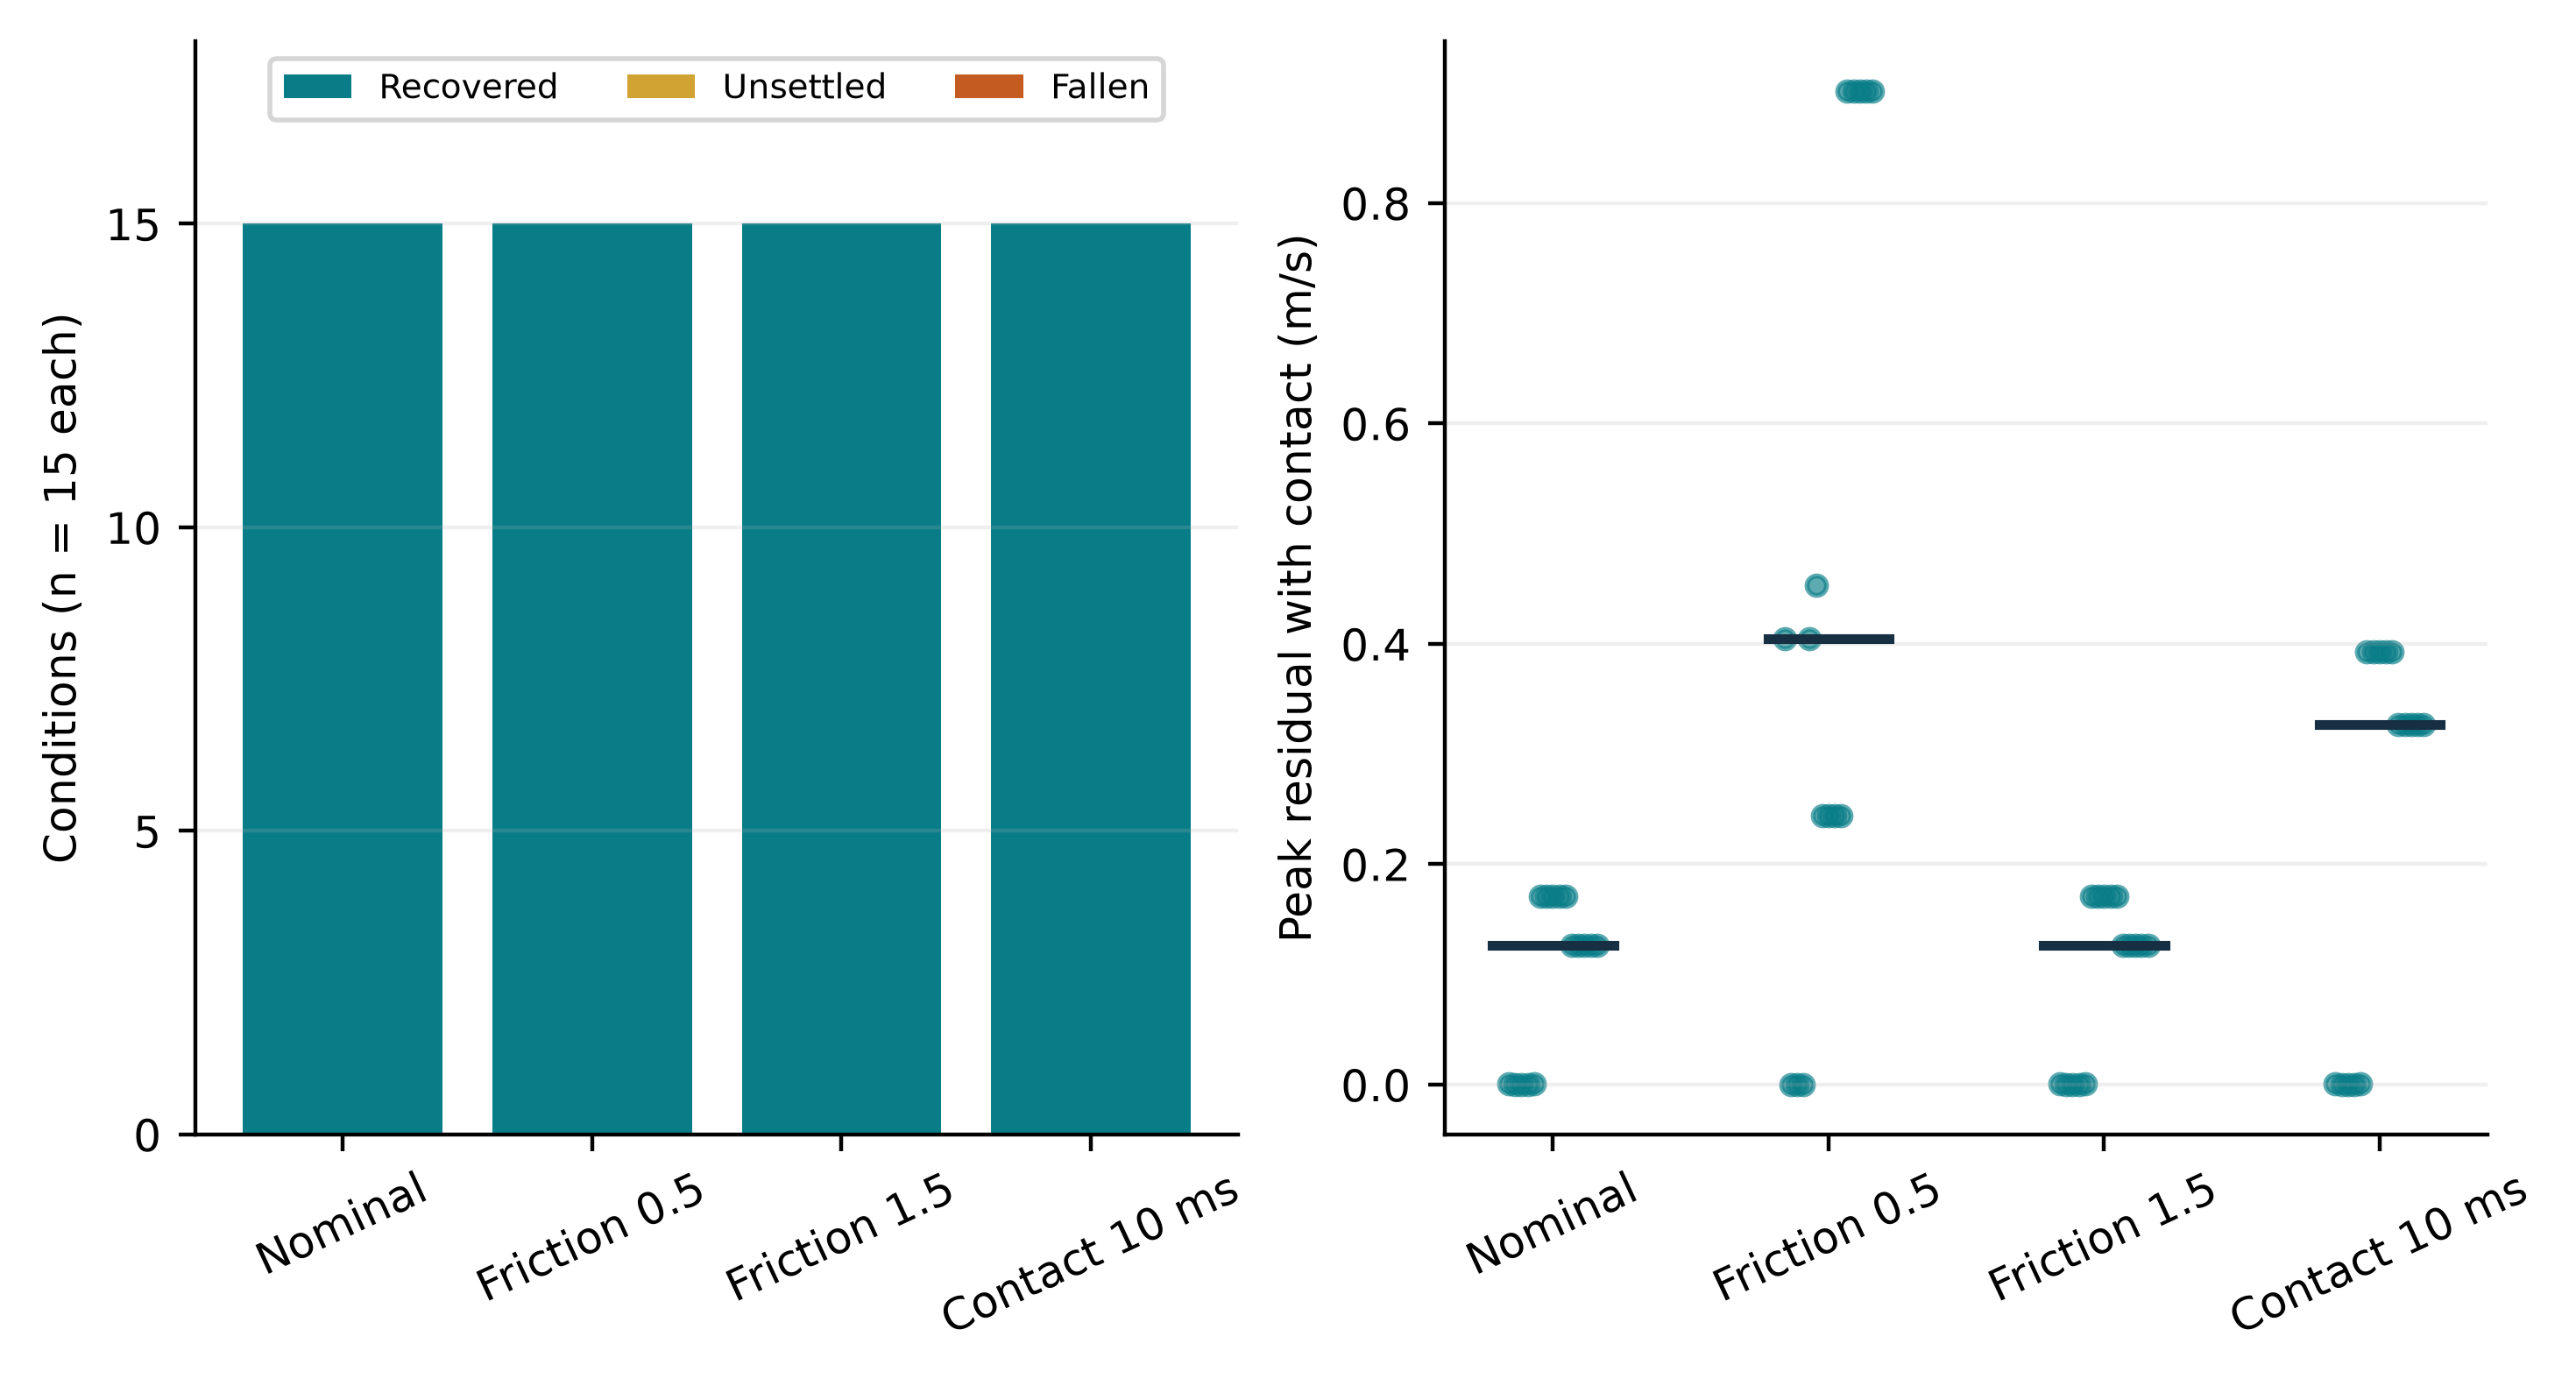 Recovered
Unsettled
Fallen
Conditions (n = 15 each)
15
10
5
0
Nominal
Friction 0.5
Friction 1.5
Contact 10 ms
Peak residual with contact (m/s)
0.8
0.6
0.4
0.2
0.0
Nominal
Friction 0.5
Friction 1.5
Contact 10 ms